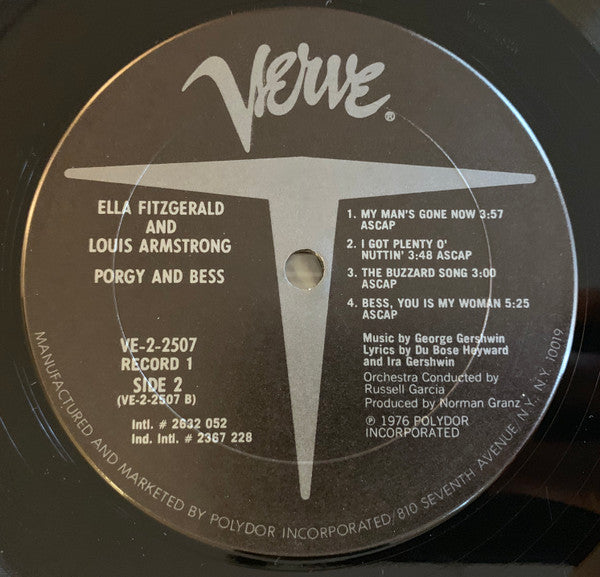 Verve®
ELLA FITZGERALD
AND
LOUIS ARMSTRONG
PORGY AND BESS
VE-2-2507
RECORD 1
SIDE 2
(VE-2-2507 B)
Intl. # 2632 052
Ind. Intl. # 2367 228
1. MY MAN'S GONE NOW 3:57
ASCAP
2. I GOT PLENTY O'
NUTTIN' 3:48 ASCAP
3. THE BUZZARD SONG 3:00
ASCAP
4. BESS, YOU IS MY WOMAN 5:25
ASCAP
Music by George Gershwin
Lyrics by Du Bose Heyward
and Ira Gershwin
Orchestra Conducted by
Russell Garcia
Produced by Norman Granz
℗ 1976 POLYDOR
INCORPORATED
MANUFACTURED AND MARKETED BY POLYDOR INCORPORATED/810 SEVENTH AVENUE, N.Y. N.Y. 10019